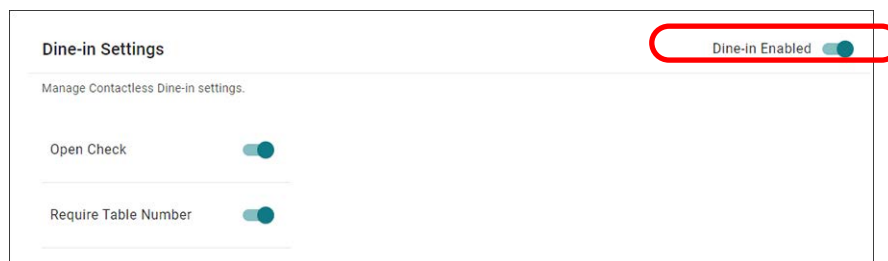 Dine-in Settings
Dine-in Enabled
Manage Contactless Dine-in settings.
Open Check
Require Table Number